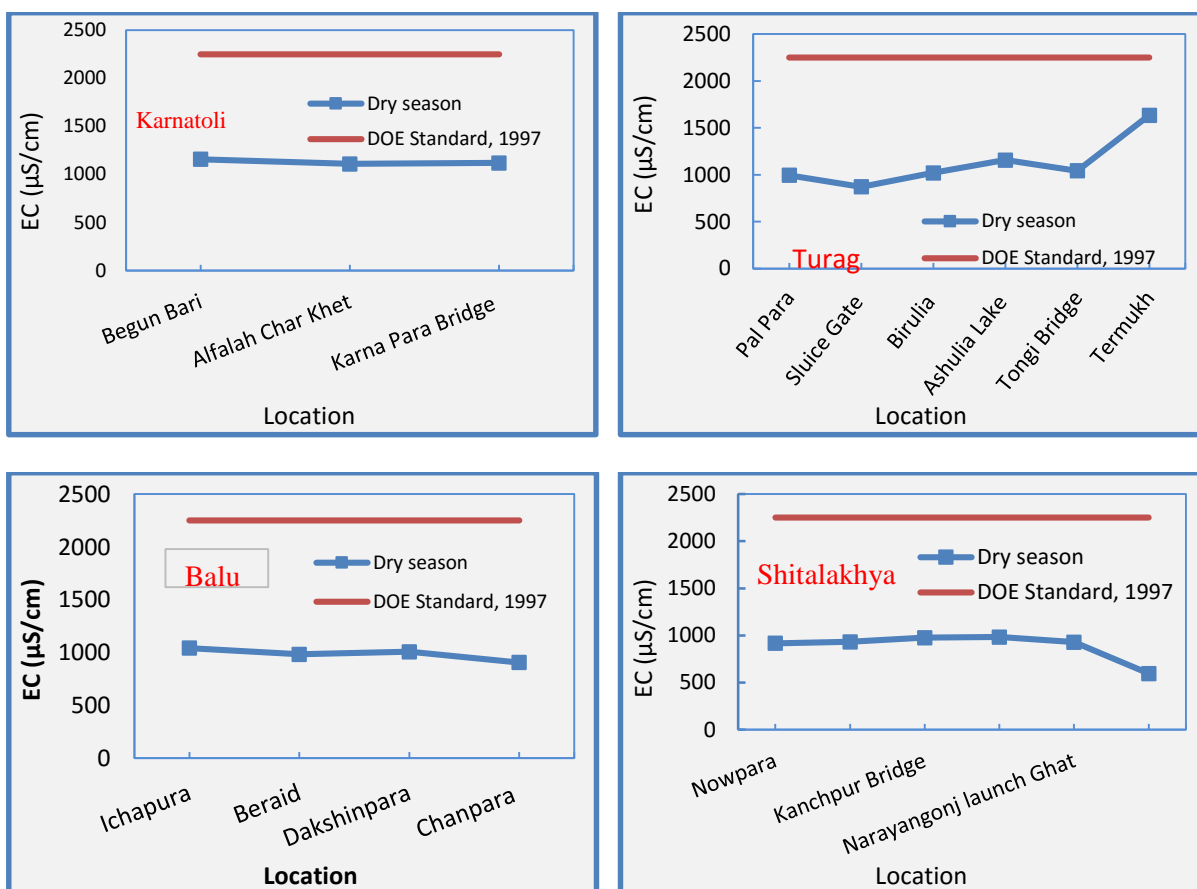 2500
2000
1500
1000
500
0
EC (µS/cm)
Karnatoli
Dry season
DOE Standard, 1997
Begun Bari
Alfalah Char Khet
Karna Para Bridge
Location
2500
2000
1500
1000
500
0
EC (µS/cm)
Dry season
DOE Standard, 1997
Turag
Pal Para
Sluice Gate
Birulia
Ashulia Lake
Tongi Bridge
Termukh
Location
2500
2000
1500
1000
500
0
EC (µS/cm)
Balu
Dry season
DOE Standard, 1997
Ichapura
Beraid
Dakshinpara
Chanpara
Location
2500
2000
1500
1000
500
0
EC (µS/cm)
Shitalakhya
Dry season
DOE Standard, 1997
Nowpara
Kanchpur Bridge
Narayangonj launch Ghat
Location